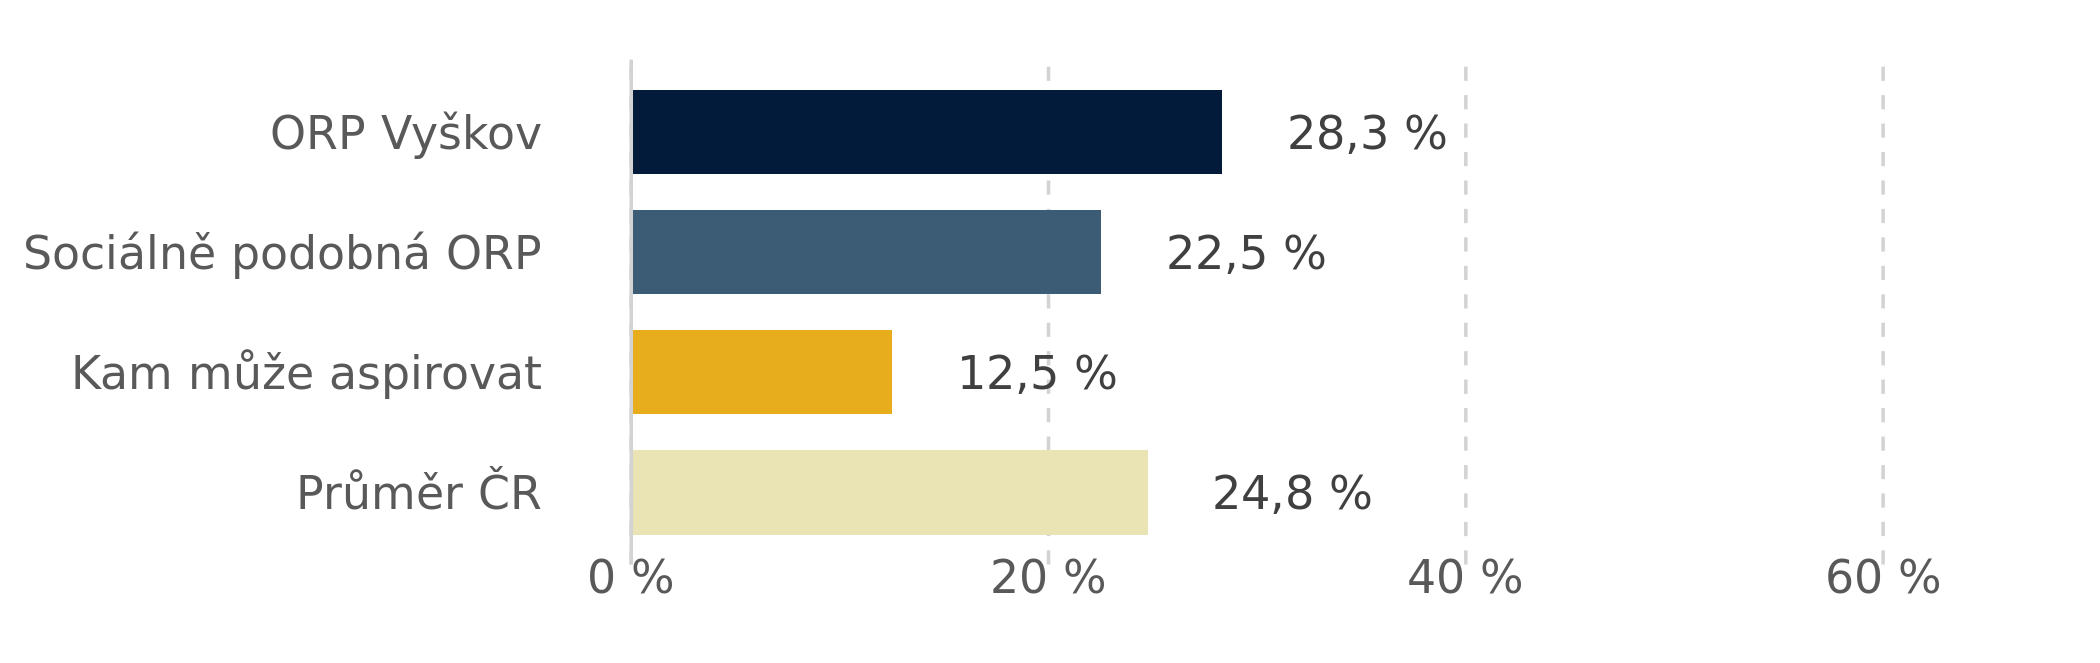 ORP Vyškov 28,3 %
Sociálně podobná ORP 22,5 %
Kam může aspirovat 12,5 %
Průměr ČR 24,8 %
0 % 20 % 40 % 60 %